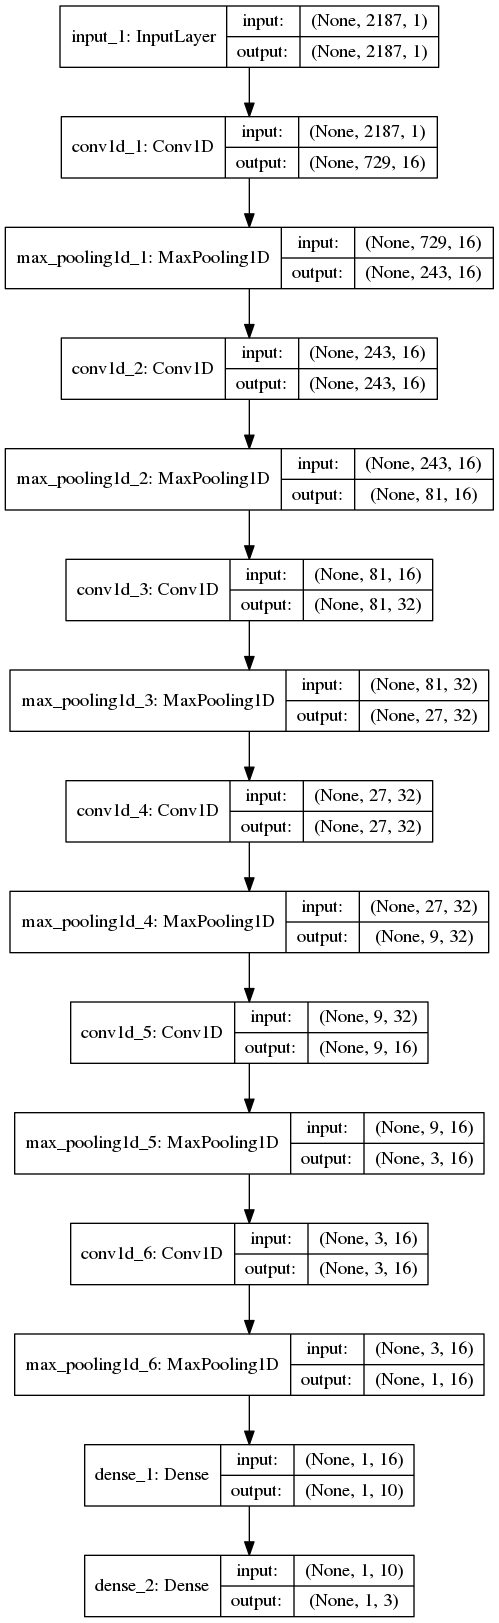 input_1: InputLayer
input: (None, 2187, 1)
output: (None, 2187, 1)
conv1d_1: Conv1D
input: (None, 2187, 1)
output: (None, 729, 16)
max_pooling1d_1: MaxPooling1D
input: (None, 729, 16)
output: (None, 243, 16)
conv1d_2: Conv1D
input: (None, 243, 16)
output: (None, 243, 16)
max_pooling1d_2: MaxPooling1D
input: (None, 243, 16)
output: (None, 81, 16)
conv1d_3: Conv1D
input: (None, 81, 16)
output: (None, 81, 32)
max_pooling1d_3: MaxPooling1D
input: (None, 81, 32)
output: (None, 27, 32)
conv1d_4: Conv1D
input: (None, 27, 32)
output: (None, 27, 32)
max_pooling1d_4: MaxPooling1D
input: (None, 27, 32)
output: (None, 9, 32)
conv1d_5: Conv1D
input: (None, 9, 32)
output: (None, 9, 16)
max_pooling1d_5: MaxPooling1D
input: (None, 9, 16)
output: (None, 3, 16)
conv1d_6: Conv1D
input: (None, 3, 16)
output: (None, 3, 16)
max_pooling1d_6: MaxPooling1D
input: (None, 3, 16)
output: (None, 1, 16)
dense_1: Dense
input: (None, 1, 16)
output: (None, 1, 10)
dense_2: Dense
input: (None, 1, 10)
output: (None, 1, 3)